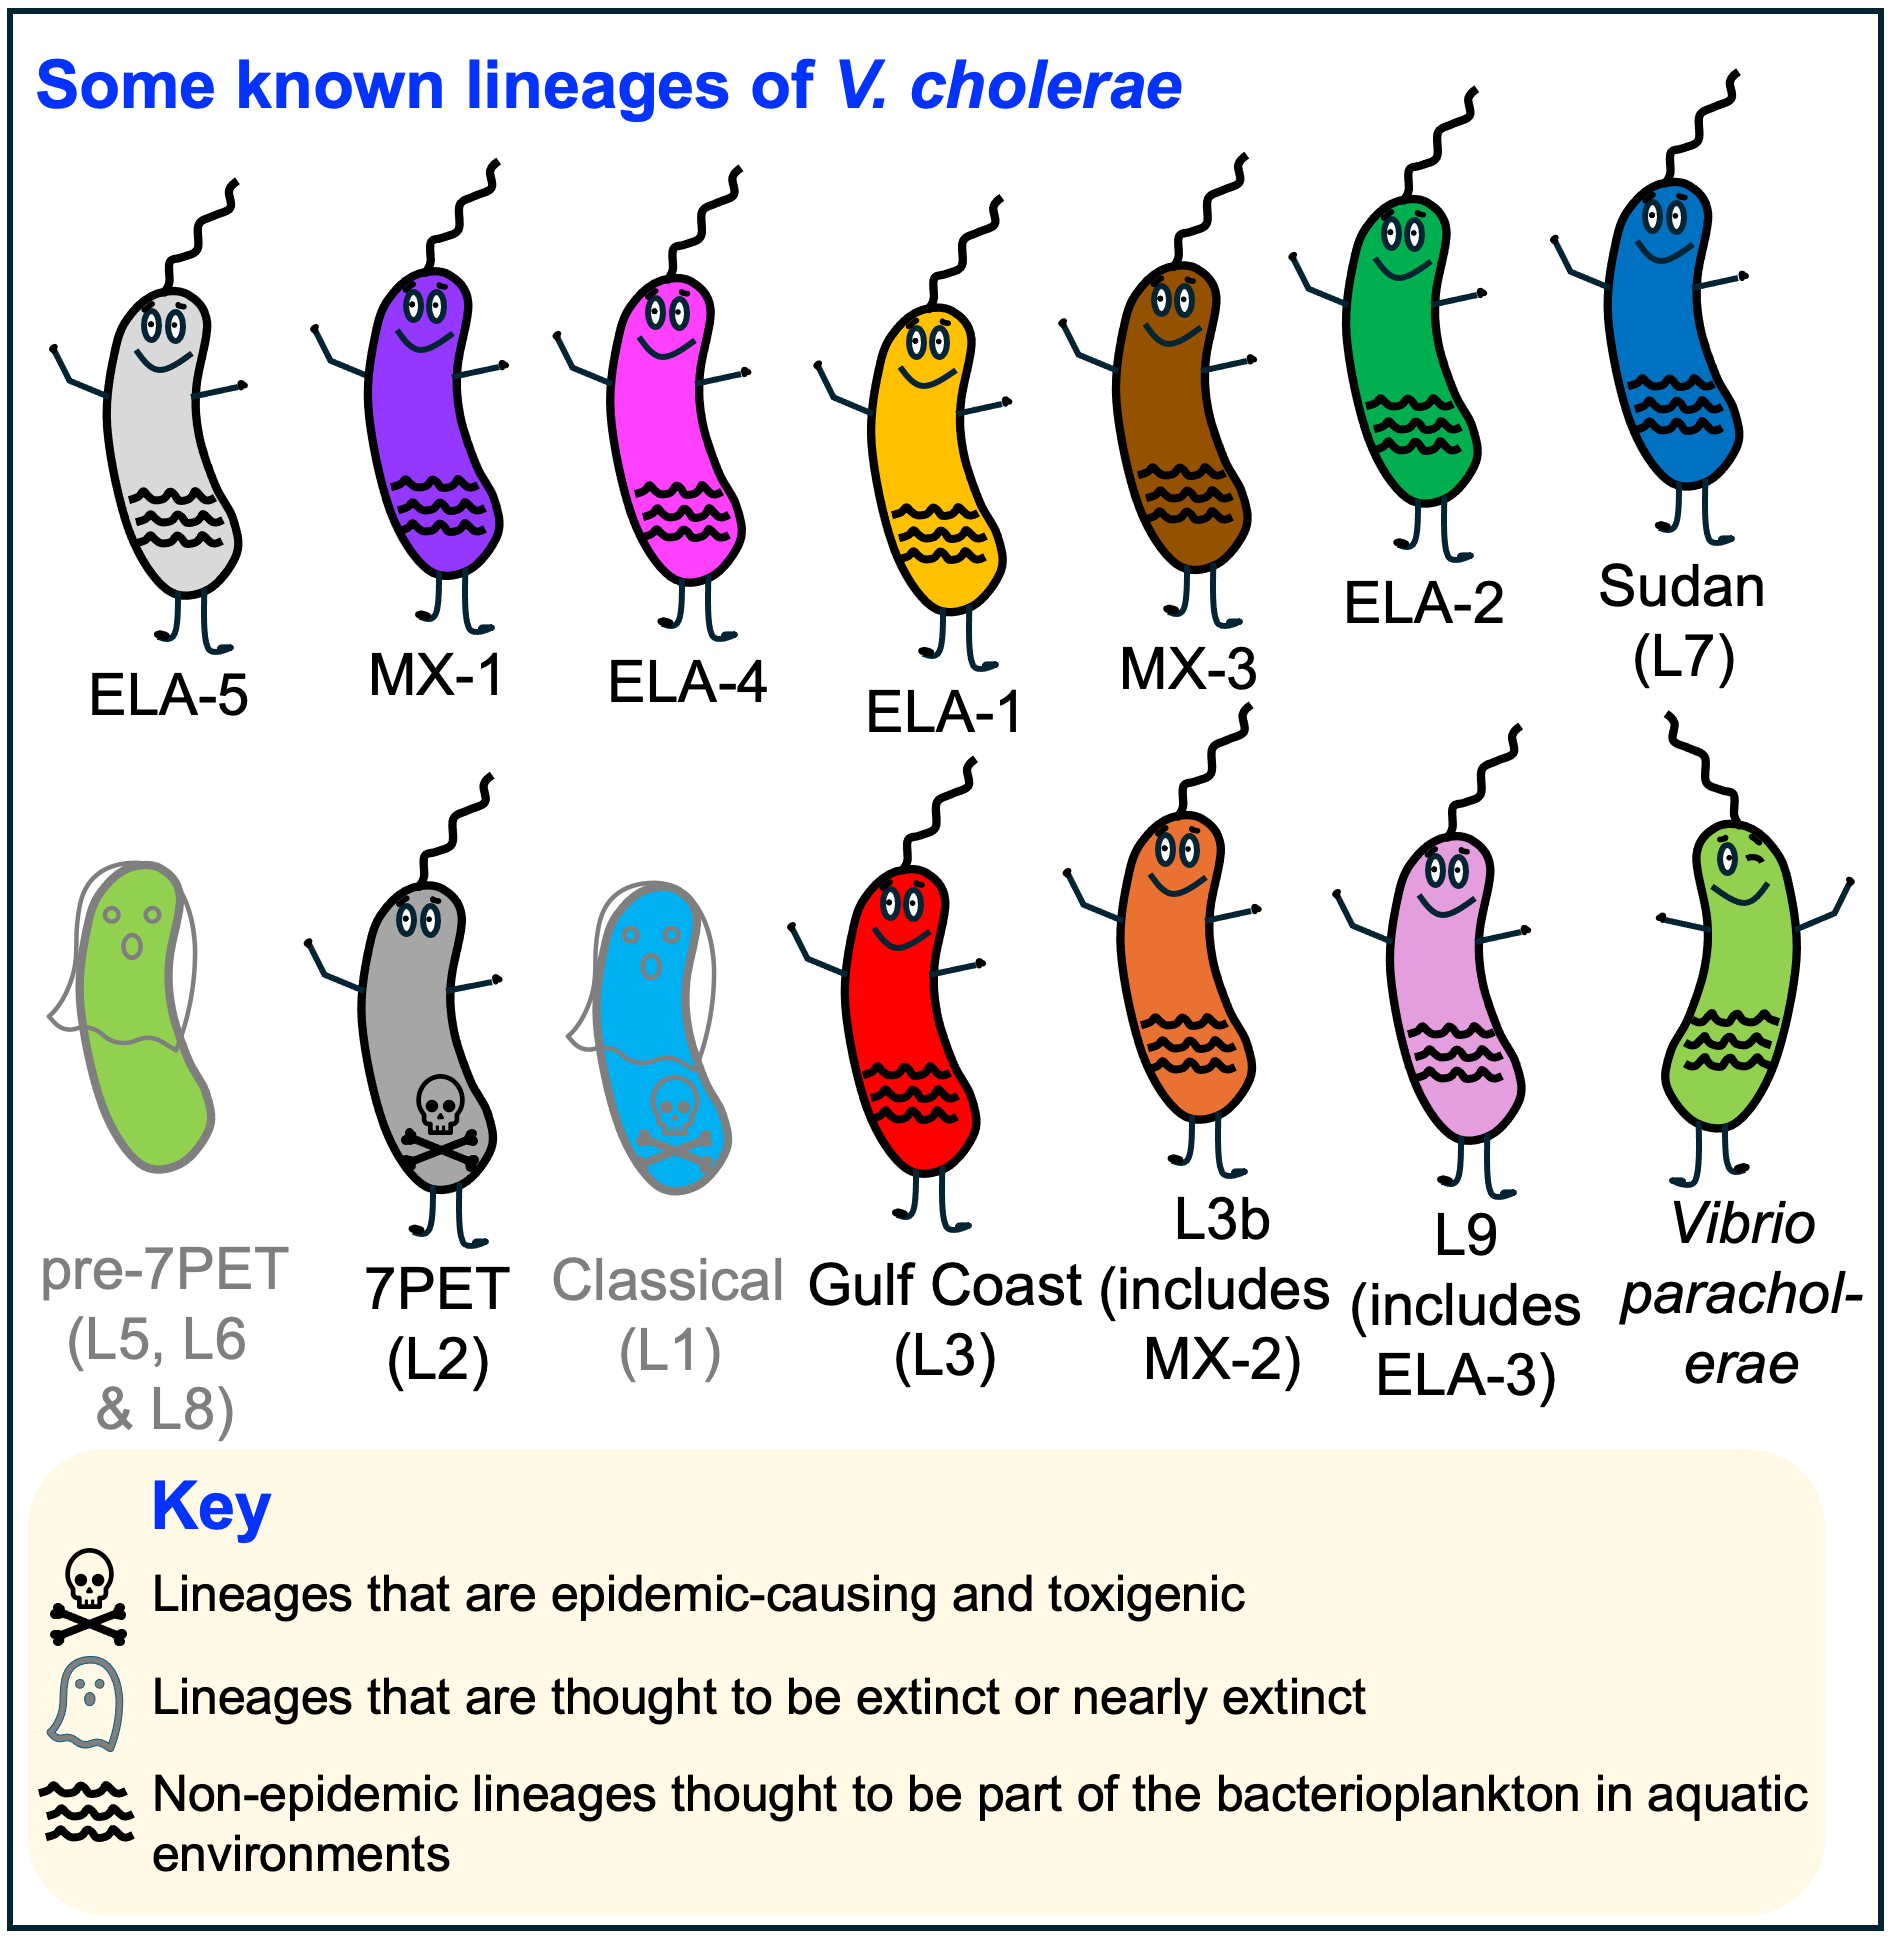 Some known lineages of V. cholerae
ELA-5
MX-1
ELA-4
ELA-1
MX-3
ELA-2
Sudan
(L7)
pre-7PET
(L5, L6
& L8)
7PET
(L2)
Classical
(L1)
Gulf Coast
(L3)
L3b
(includes
MX-2)
L9
(includes
ELA-3)
Vibrio
parachol-
erae
Key
Lineages that are epidemic-causing and toxigenic
Lineages that are thought to be extinct or nearly extinct
Non-epidemic lineages thought to be part of the bacterioplankton in aquatic
environments